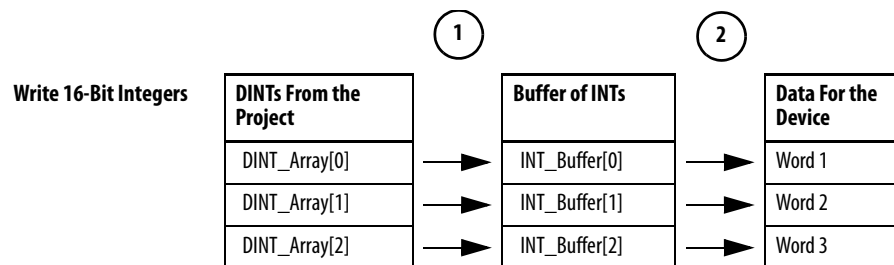 1 2
Write 16-Bit Integers DINTs From the Buffer of INTs Data For the
Project Device
DINT_Array[0] INT_Buffer[0] Word 1
DINT_Array[1] INT_Buffer[1] Word 2
DINT_Array[2] INT_Buffer[2] Word 3